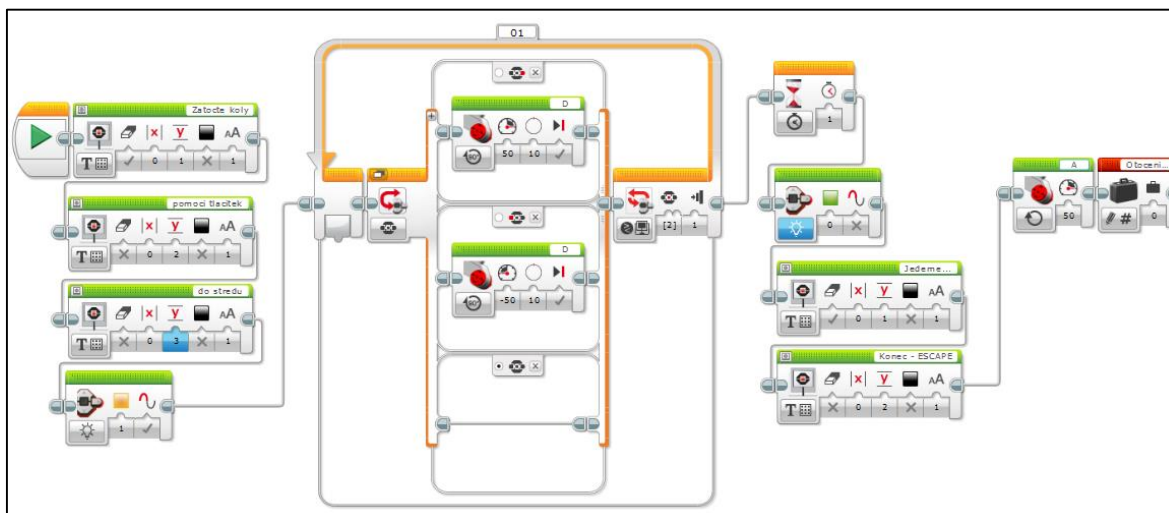 01
Zatocte koly
T 0 1 1
pomoci tlacitek
T 0 2 1
do stredu
T 0 3 1
1
D
50 10
D
-50 10
[2] 1
1
0
Jedeme...
T 0 1 1
Konec - ESCAPE
T 0 2 1
A
50
Otoceni...
# 0